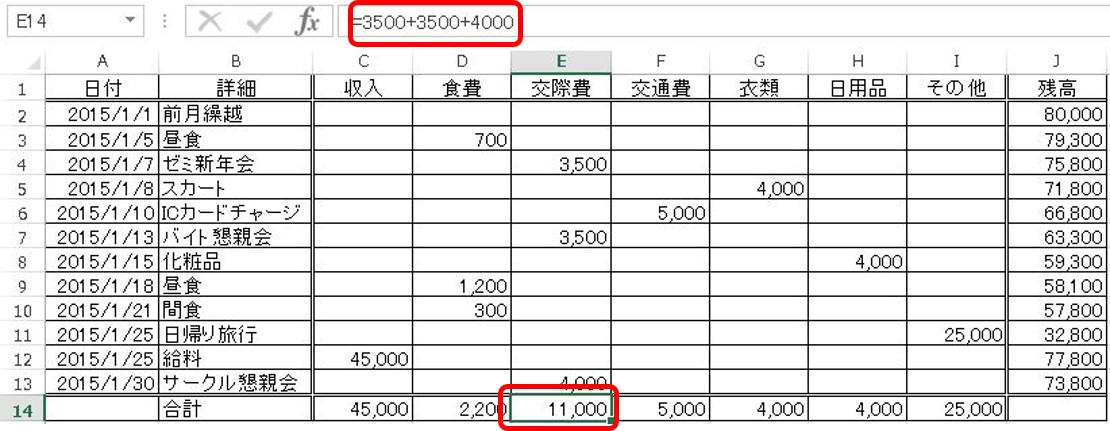 E14 fx =3500+3500+4000
A B C D E F G H I J
1 日付 詳細 収入 食費 交際費 交通費 衣類 日用品 その他 残高
2 2015/1/1 前月繰越 80,000
3 2015/1/5 昼食 700 79,300
4 2015/1/7 ゼミ新年会 3,500 75,800
5 2015/1/8 スカート 4,000 71,800
6 2015/1/10 ICカードチャージ 5,000 66,800
7 2015/1/13 バイト懇親会 3,500 63,300
8 2015/1/15 化粧品 4,000 59,300
9 2015/1/18 昼食 1,200 58,100
10 2015/1/21 間食 300 57,800
11 2015/1/25 日帰り旅行 25,000 32,800
12 2015/1/25 給料 45,000 77,800
13 2015/1/30 サークル懇親会 4,000 73,800
14 合計 45,000 2,200 11,000 5,000 4,000 4,000 25,000